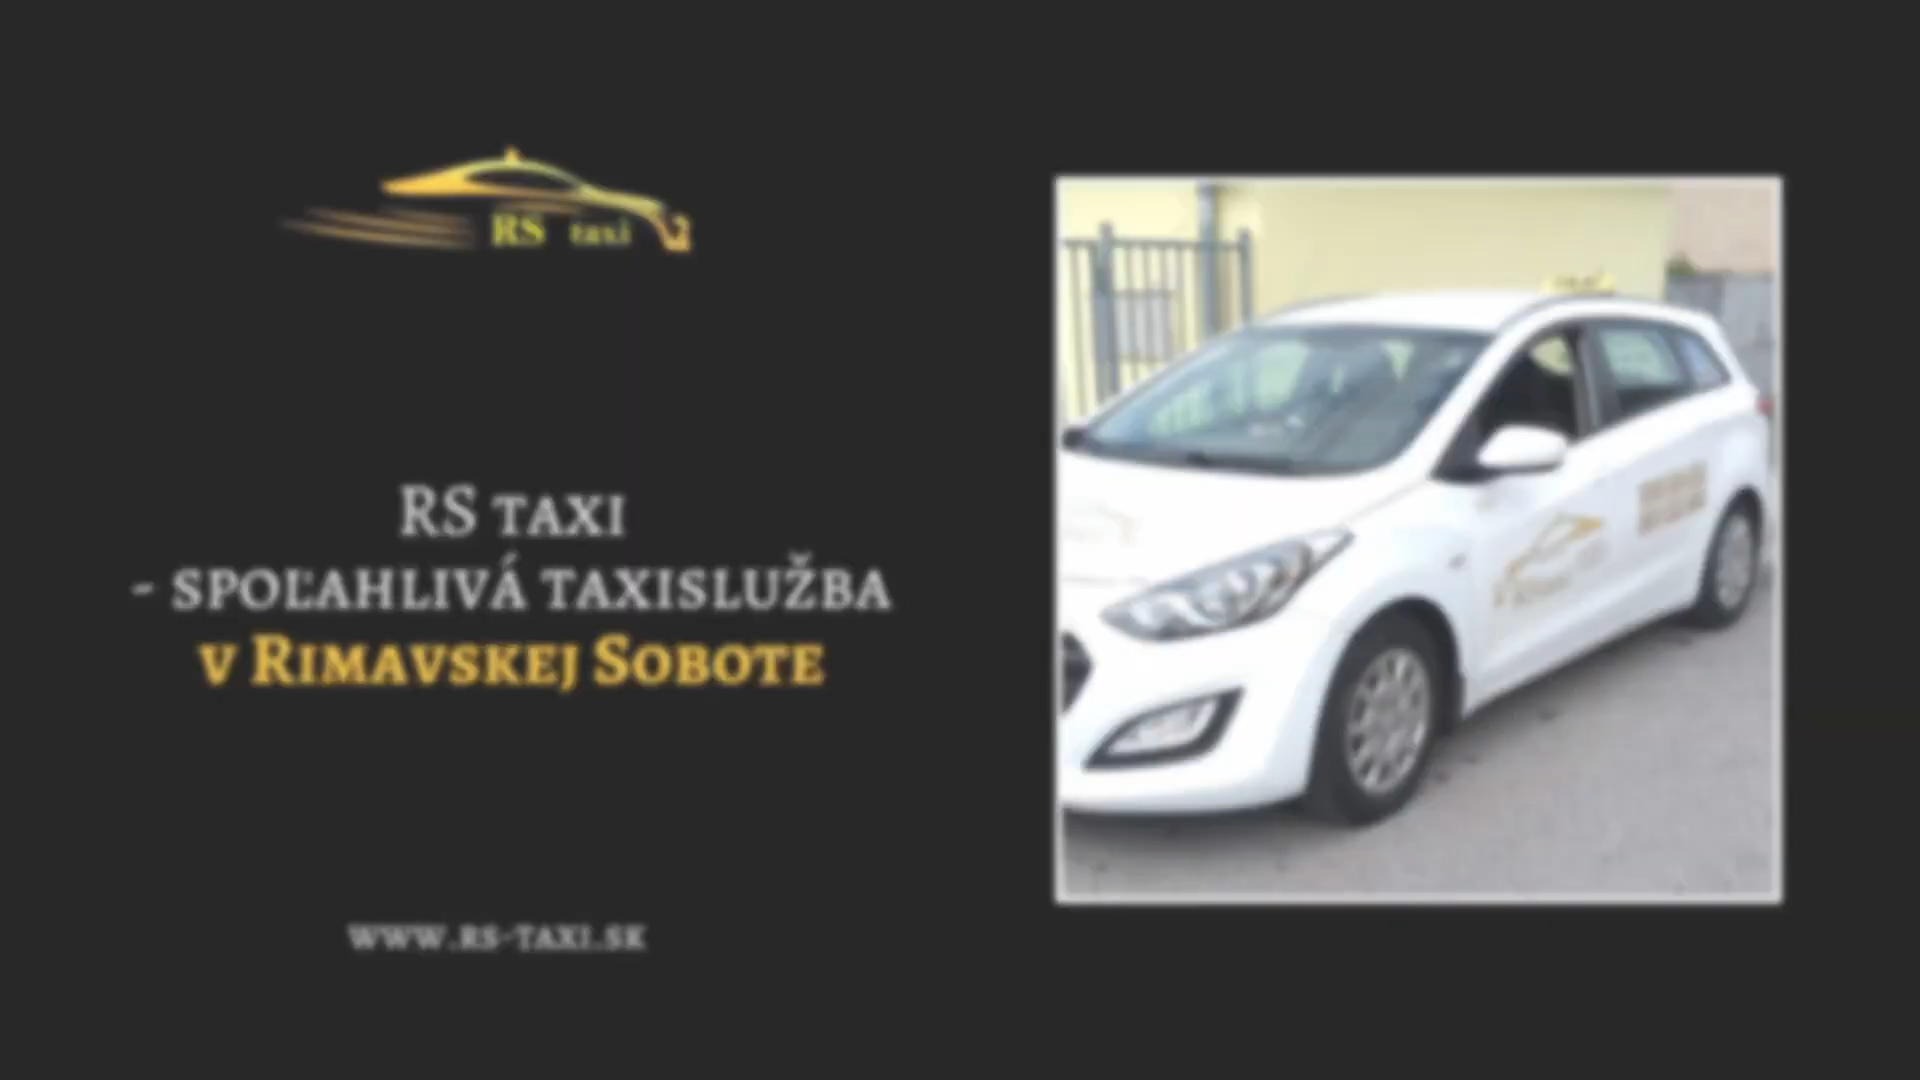 RS taxi
RS TAXI
- SPOĽAHLIVÁ TAXISLUŽBA
V RIMAVSKEJ SOBOTE
WWW.RS-TAXI.SK